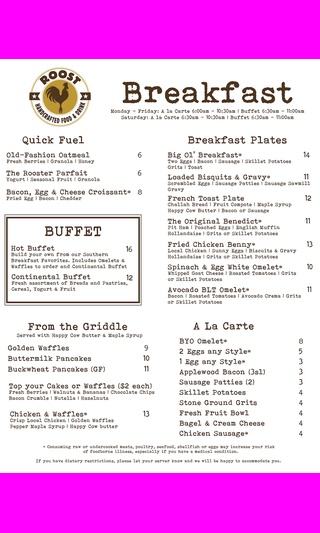 ROOST
HANDCRAFTED FOOD & DRINK
Breakfast
Monday - Friday: A la Carte 6:00am - 10:30am | Buffet 6:30am - 11:00am
Saturday: A la Carte 6:30am - 10:30am | Buffet 6:30am - 11:00am
Quick Fuel
Old-Fashion Oatmeal 6
Fresh Berries | Granola | Honey
The Rooster Parfait 6
Yogurt | Seasonal Fruit | Granola
Bacon, Egg & Cheese Croissant* 8
Fried Egg | Bacon | Cheddar
BUFFET
Hot Buffet 16
Build your own from our Southern
Breakfast Favorites. Includes Omelets &
Waffles to order and Continental Buffet
Continental Buffet 12
Fresh assortment of Breads and Pastries,
Cereal, Yogurt & Fruit
From the Griddle
Served with Happy Cow Butter & Maple Syrup
Golden Waffles 9
Buttermilk Pancakes 10
Buckwheat Pancakes (GF) 11
Top your Cakes or Waffles ($2 each)
Fresh Berries | Walnuts & Bananas | Chocolate Chips
Bacon Crumble | Nutella | Hazelnuts
Chicken & Waffles* 13
Crisp Local Chicken | Golden Waffles
Pepper Maple Syrup | Happy Cow butter
Breakfast Plates
Big Ol' Breakfast* 14
Two Eggs | Bacon | Sausage | Skillet Potatoes
Grits | Toast
Loaded Bisquits & Gravy* 11
Scrambled Eggs | Sausage Patties | Sausage Sawmill
Gravy
French Toast Plate 12
Challah Bread | Fruit Compote | Maple Syrup
Happy Cow Butter | Bacon or Sausage
The Original Benedict* 11
Pit Ham | Poached Eggs | English Muffin
Hollandaise | Grits or Skillet Potatoes
Fried Chicken Benny* 13
Local Chicken | Sunny Eggs | Biscuits & Gravy
Hollandaise | Grits or Skillet Potatoes
Spinach & Egg White Omelet* 10
Whipped Goat Cheese | Roasted Tomatoes | Grits
or Skillet Potatoes
Avocado BLT Omelet* 11
Bacon | Roasted Tomatoes | Avocado Crema | Grits
or Skillet Potatoes
A La Carte
BYO Omelet* 8
2 Eggs any Style* 5
1 Egg any Style* 3
Applewood Bacon (3sl) 3
Sausage Patties (2) 3
Skillet Potatoes 4
Stone Ground Grits 4
Fresh Fruit Bowl 4
Bagel & Cream Cheese 4
Chicken Sausage* 4
* Consuming raw or undercooked meats, poultry, seafood, shellfish or eggs may increase your risk
of foodborne illness, especially if you have a medical condition.
If you have dietary restrictions, please let your server know and we will be happy to accommodate you.